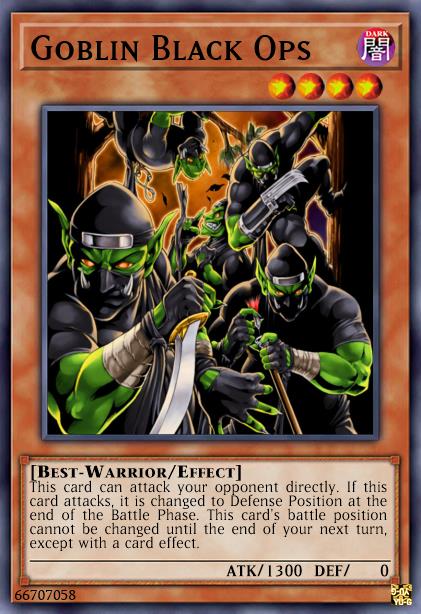 Goblin Black Ops
DARK
闇
[Best-Warrior/Effect]
This card can attack your opponent directly. If this
card attacks, it is changed to Defense Position at the
end of the Battle Phase. This card's battle position
cannot be changed until the end of your next turn,
except with a card effect.
ATK/1300 DEF/ 0
66707058